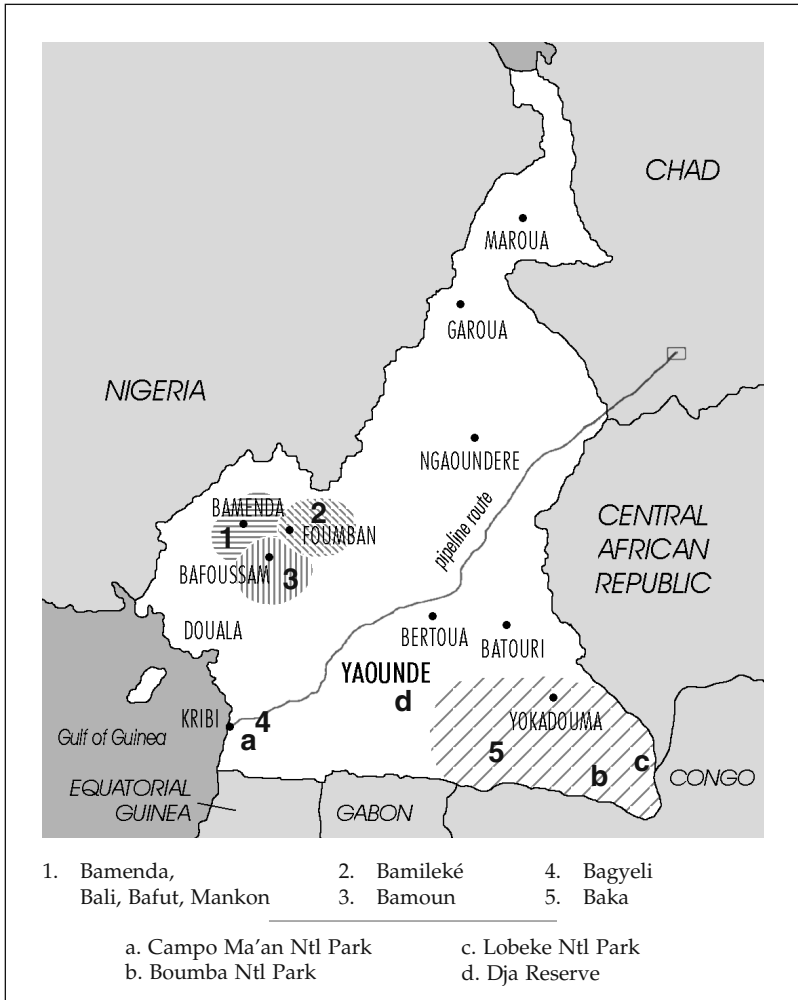 CHAD
MAROUA
GAROUA
NIGERIA
NGAOUNDERE
pipeline route
BAMENDA
1
2
FOUMBAN
BAFOUSSAM
3
CENTRAL
AFRICAN
REPUBLIC
DOUALA
BERTOUA
BATOURI
YAOUNDE
d
KRIBI
4
a
YOKADOUMA
5
b
c
Gulf of Guinea
EQUATORIAL
GUINEA
GABON
CONGO
1. Bamenda,
Bali, Bafut, Mankon
2. Bamileké
3. Bamoun
4. Bagyeli
5. Baka
a. Campo Ma'an Ntl Park
b. Boumba Ntl Park
c. Lobeke Ntl Park
d. Dja Reserve